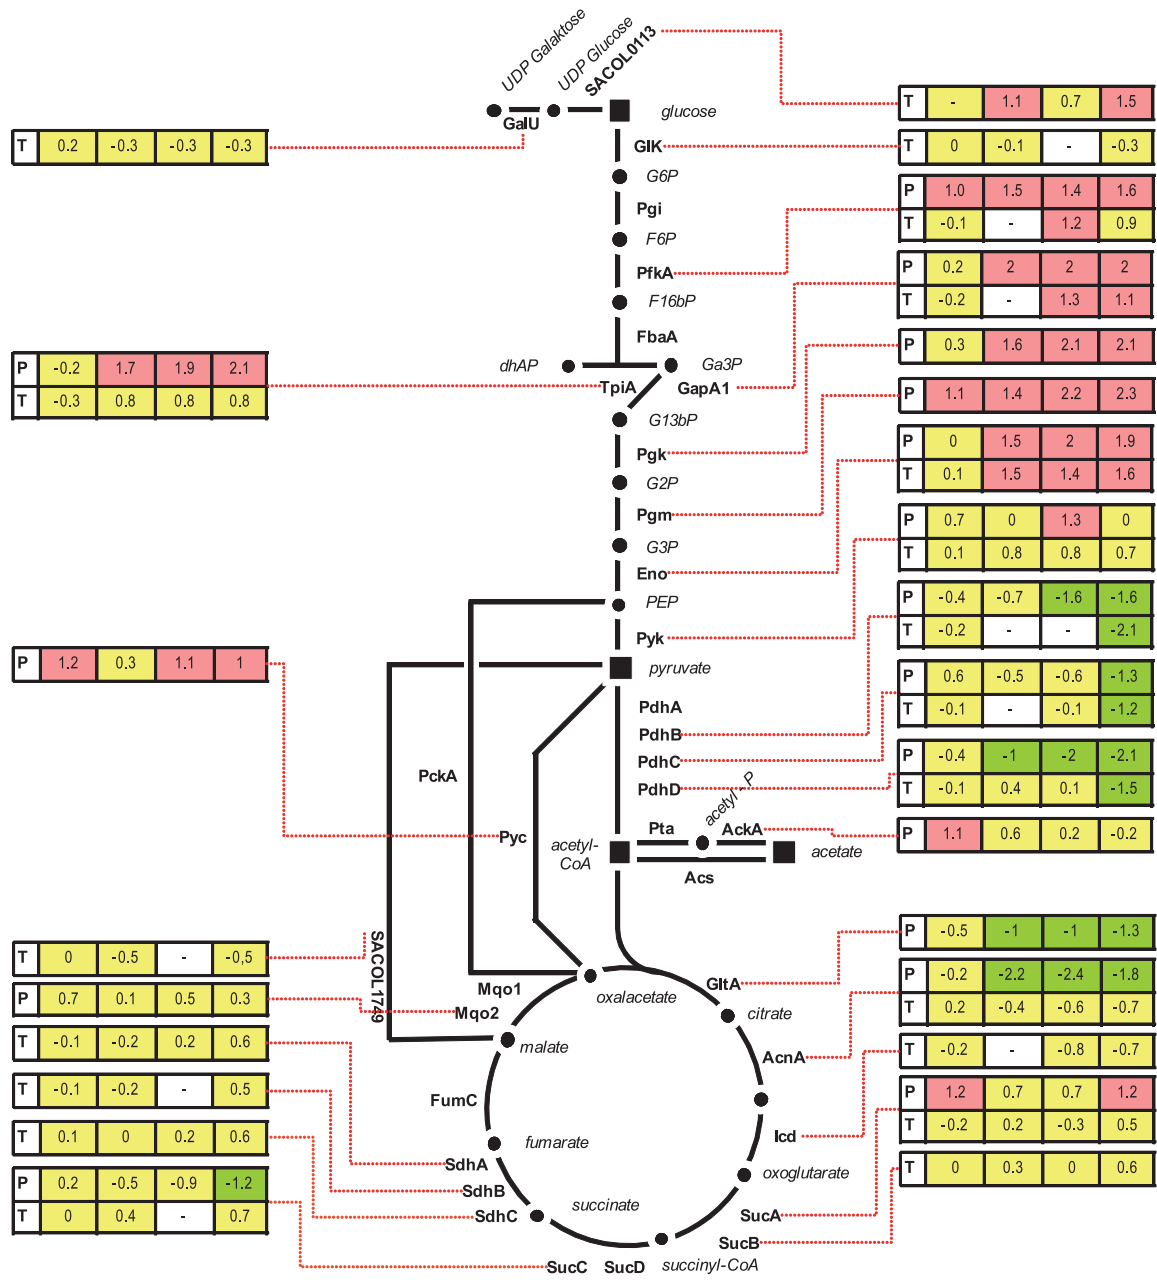 UDP Galaktose
UDP Glucose
SACOL0113
GalU
glucose
GlK
G6P
Pgi
F6P
PfkA
F16bP
FbaA
dhAP
Ga3P
TpiA
GapA1
G13bP
Pgk
G2P
Pgm
G3P
Eno
PEP
Pyk
pyruvate
PdhA
PdhB
PdhC
PdhD
PckA
Pyc
acetyl - P
Pta
AckA
acetyl-
CoA
acetate
Acs
SACOL1749
Mqo1
oxalacetate
GltA
Mqo2
citrate
malate
AcnA
FumC
Icd
fumarate
oxoglutarate
SdhA
SdhB
succinate
SdhC
SucA
SucB
SucC
SucD
succinyl-CoA
T 0.2 -0.3 -0.3 -0.3
P -0.2 1.7 1.9 2.1
T -0.3 0.8 0.8 0.8
P 1.2 0.3 1.1 1
T 0 -0.5 - -0,5
P 0.7 0.1 0.5 0.3
T -0.1 -0.2 0.2 0.6
T -0.1 -0.2 - 0.5
T 0.1 0 0.2 0.6
P 0.2 -0.5 -0.9 -1.2
T 0 0.4 - 0.7
T - 1.1 0.7 1.5
T 0 -0.1 - -0.3
P 1.0 1.5 1.4 1.6
T -0.1 - 1.2 0.9
P 0.2 2 2 2
T -0.2 - 1.3 1.1
P 0.3 1.6 2.1 2.1
P 1.1 1.4 2.2 2.3
P 0 1.5 2 1.9
T 0.1 1.5 1.4 1.6
P 0.7 0 1.3 0
T 0.1 0.8 0.8 0.7
P -0.4 -0.7 -1.6 -1.6
T -0.2 - - -2.1
P 0.6 -0.5 -0.6 -1.3
T -0.1 - -0.1 -1.2
P -0.4 -1 -2 -2.1
T -0.1 0.4 0.1 -1.5
P 1.1 0.6 0.2 -0.2
P -0.5 -1 -1 -1.3
P -0.2 -2.2 -2.4 -1.8
T 0.2 -0.4 -0.6 -0.7
T -0.2 - -0.8 -0.7
P 1.2 0.7 0.7 1.2
T -0.2 0.2 -0.3 0.5
T 0 0.3 0 0.6